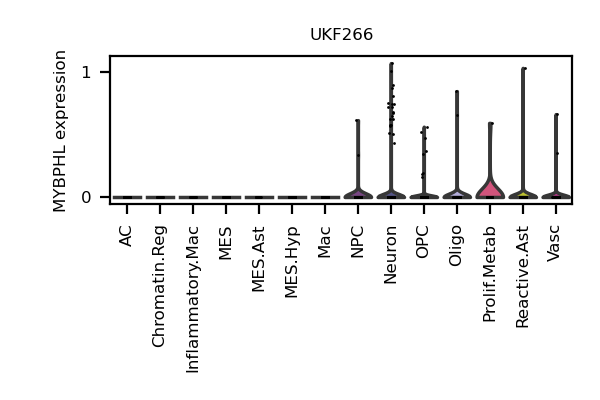 UKF266
MYBPHL expression
1
0
AC
Chromatin.Reg
Inflammatory.Mac
MES
MES.Ast
MES.Hyp
Mac
NPC
Neuron
OPC
Oligo
Prolif.Metab
Reactive.Ast
Vasc